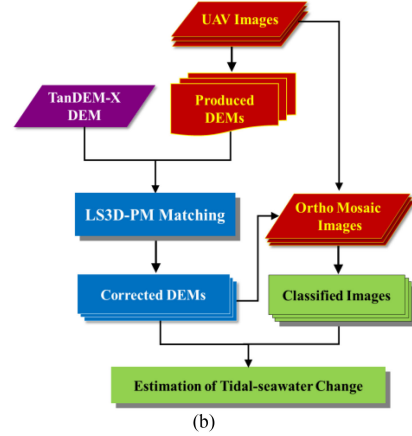 UAV Images
TanDEM-X
DEM
Produced
DEMs
LS3D-PM Matching
Ortho Mosaic
Images
Corrected DEMs
Classified Images
Estimation of Tidal-seawater Change
(b)